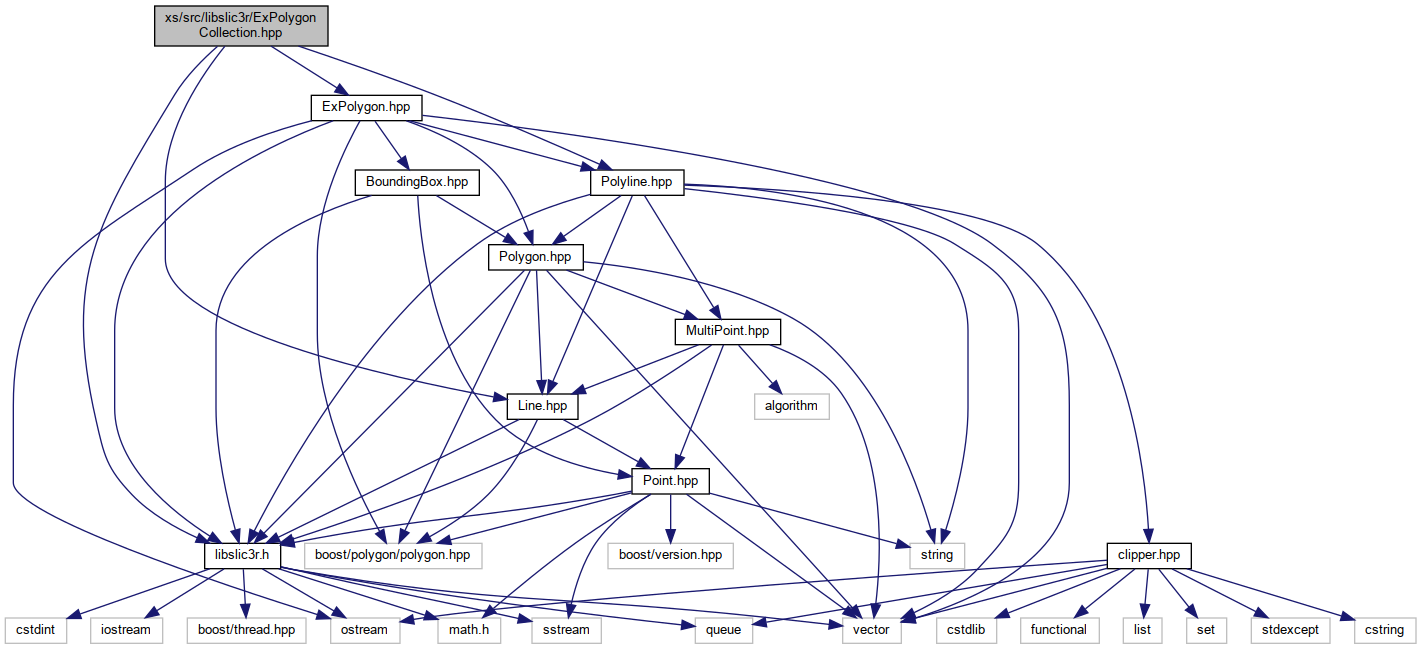 xs/src/libslic3r/ExPolygon
Collection.hpp
ExPolygon.hpp
BoundingBox.hpp
Polyline.hpp
Polygon.hpp
MultiPoint.hpp
Line.hpp
algorithm
Point.hpp
libslic3r.h
boost/polygon/polygon.hpp
boost/version.hpp
string
clipper.hpp
cstdint
iostream
boost/thread.hpp
ostream
math.h
sstream
queue
vector
cstdlib
functional
list
set
stdexcept
cstring